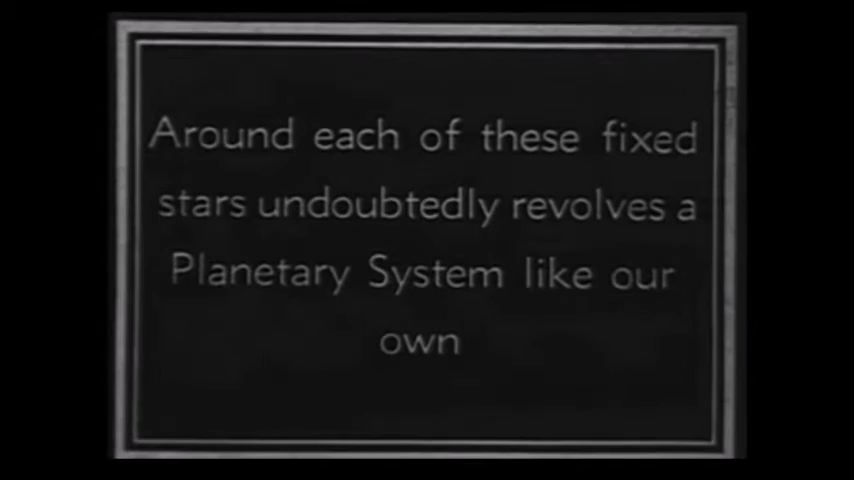 Around each of these fixed
stars undoubtedly revolves a
Planetary System like our
own